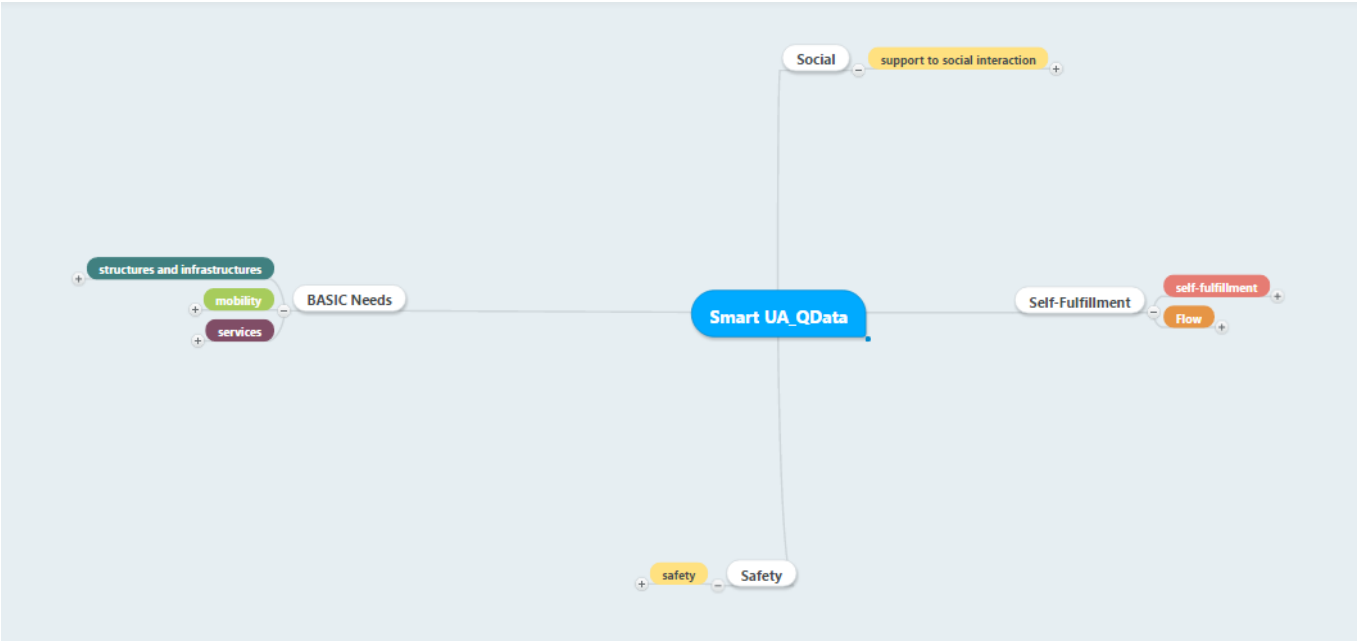 Social
support to social interaction
structures and infrastructures
mobility
services
BASIC Needs
Smart UA_QData
Self-Fulfillment
self-fulfillment
Flow
safety
Safety